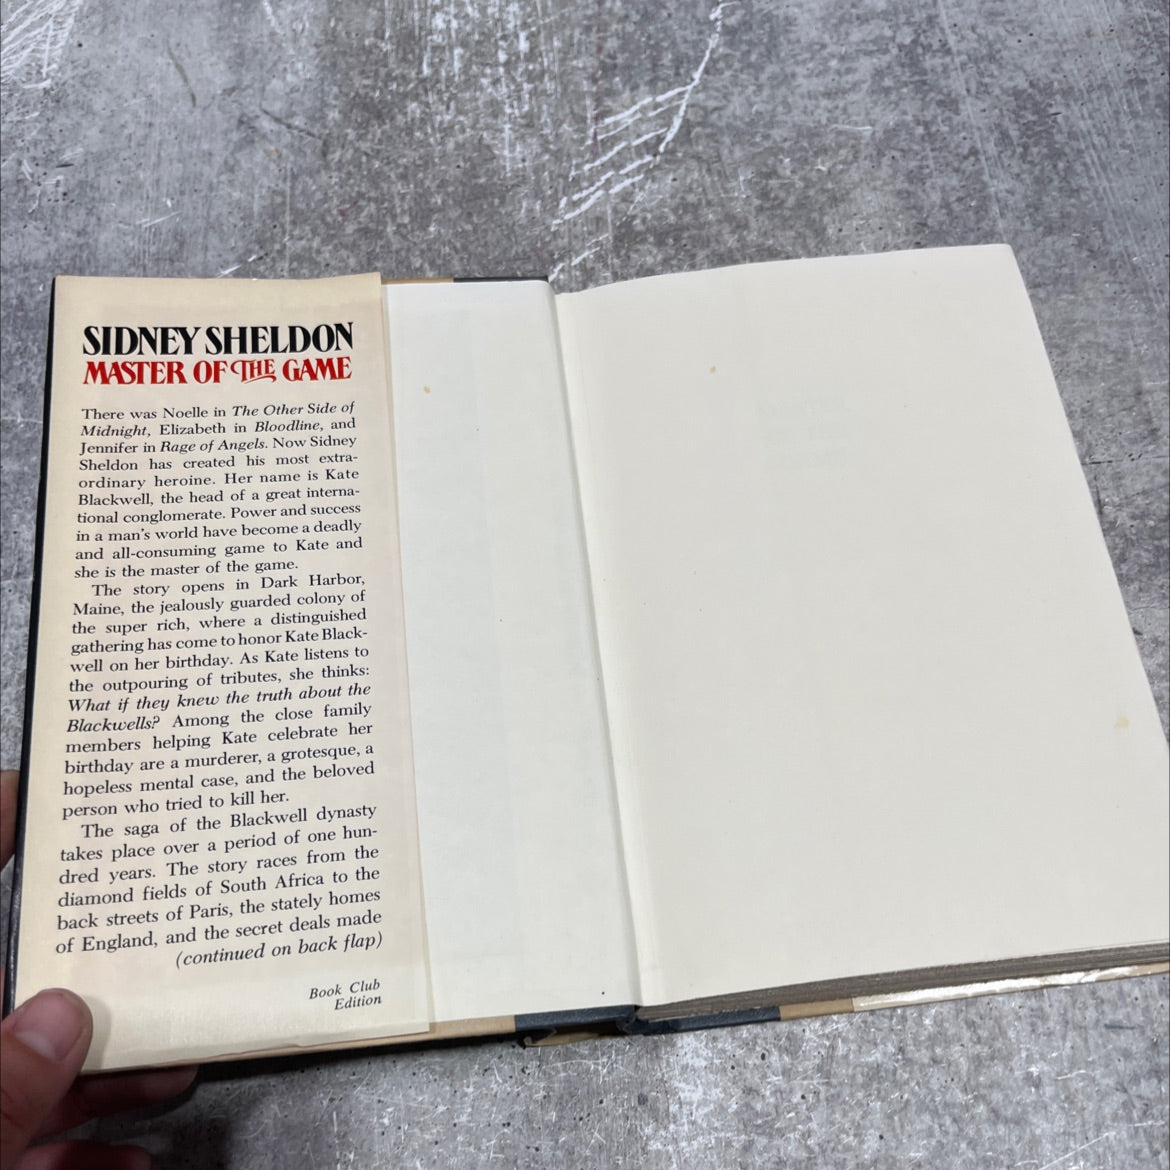 SIDNEY SHELDON
MASTER OF THE GAME
There was Noelle in The Other Side of
Midnight, Elizabeth in Bloodline, and
Jennifer in Rage of Angels. Now Sidney
Sheldon has created his most extra-
ordinary heroine. Her name is Kate
Blackwell, the head of a great interna-
tional conglomerate. Power and success
in a man's world have become a deadly
and all-consuming game to Kate and
she is the master of the game.
The story opens in Dark Harbor,
Maine, the jealously guarded colony of
the super rich, where a distinguished
gathering has come to honor Kate Black-
well on her birthday. As Kate listens to
the outpouring of tributes, she thinks:
What if they knew the truth about the
Blackwells? Among the close family
members helping Kate celebrate her
birthday are a murderer, a grotesque, a
hopeless mental case, and the beloved
person who tried to kill her.
The saga of the Blackwell dynasty
takes place over a period of one hun-
dred years. The story races from the
diamond fields of South Africa to the
back streets of Paris, the stately homes
of England, and the secret deals made
(continued on back flap)
Book Club
Edition